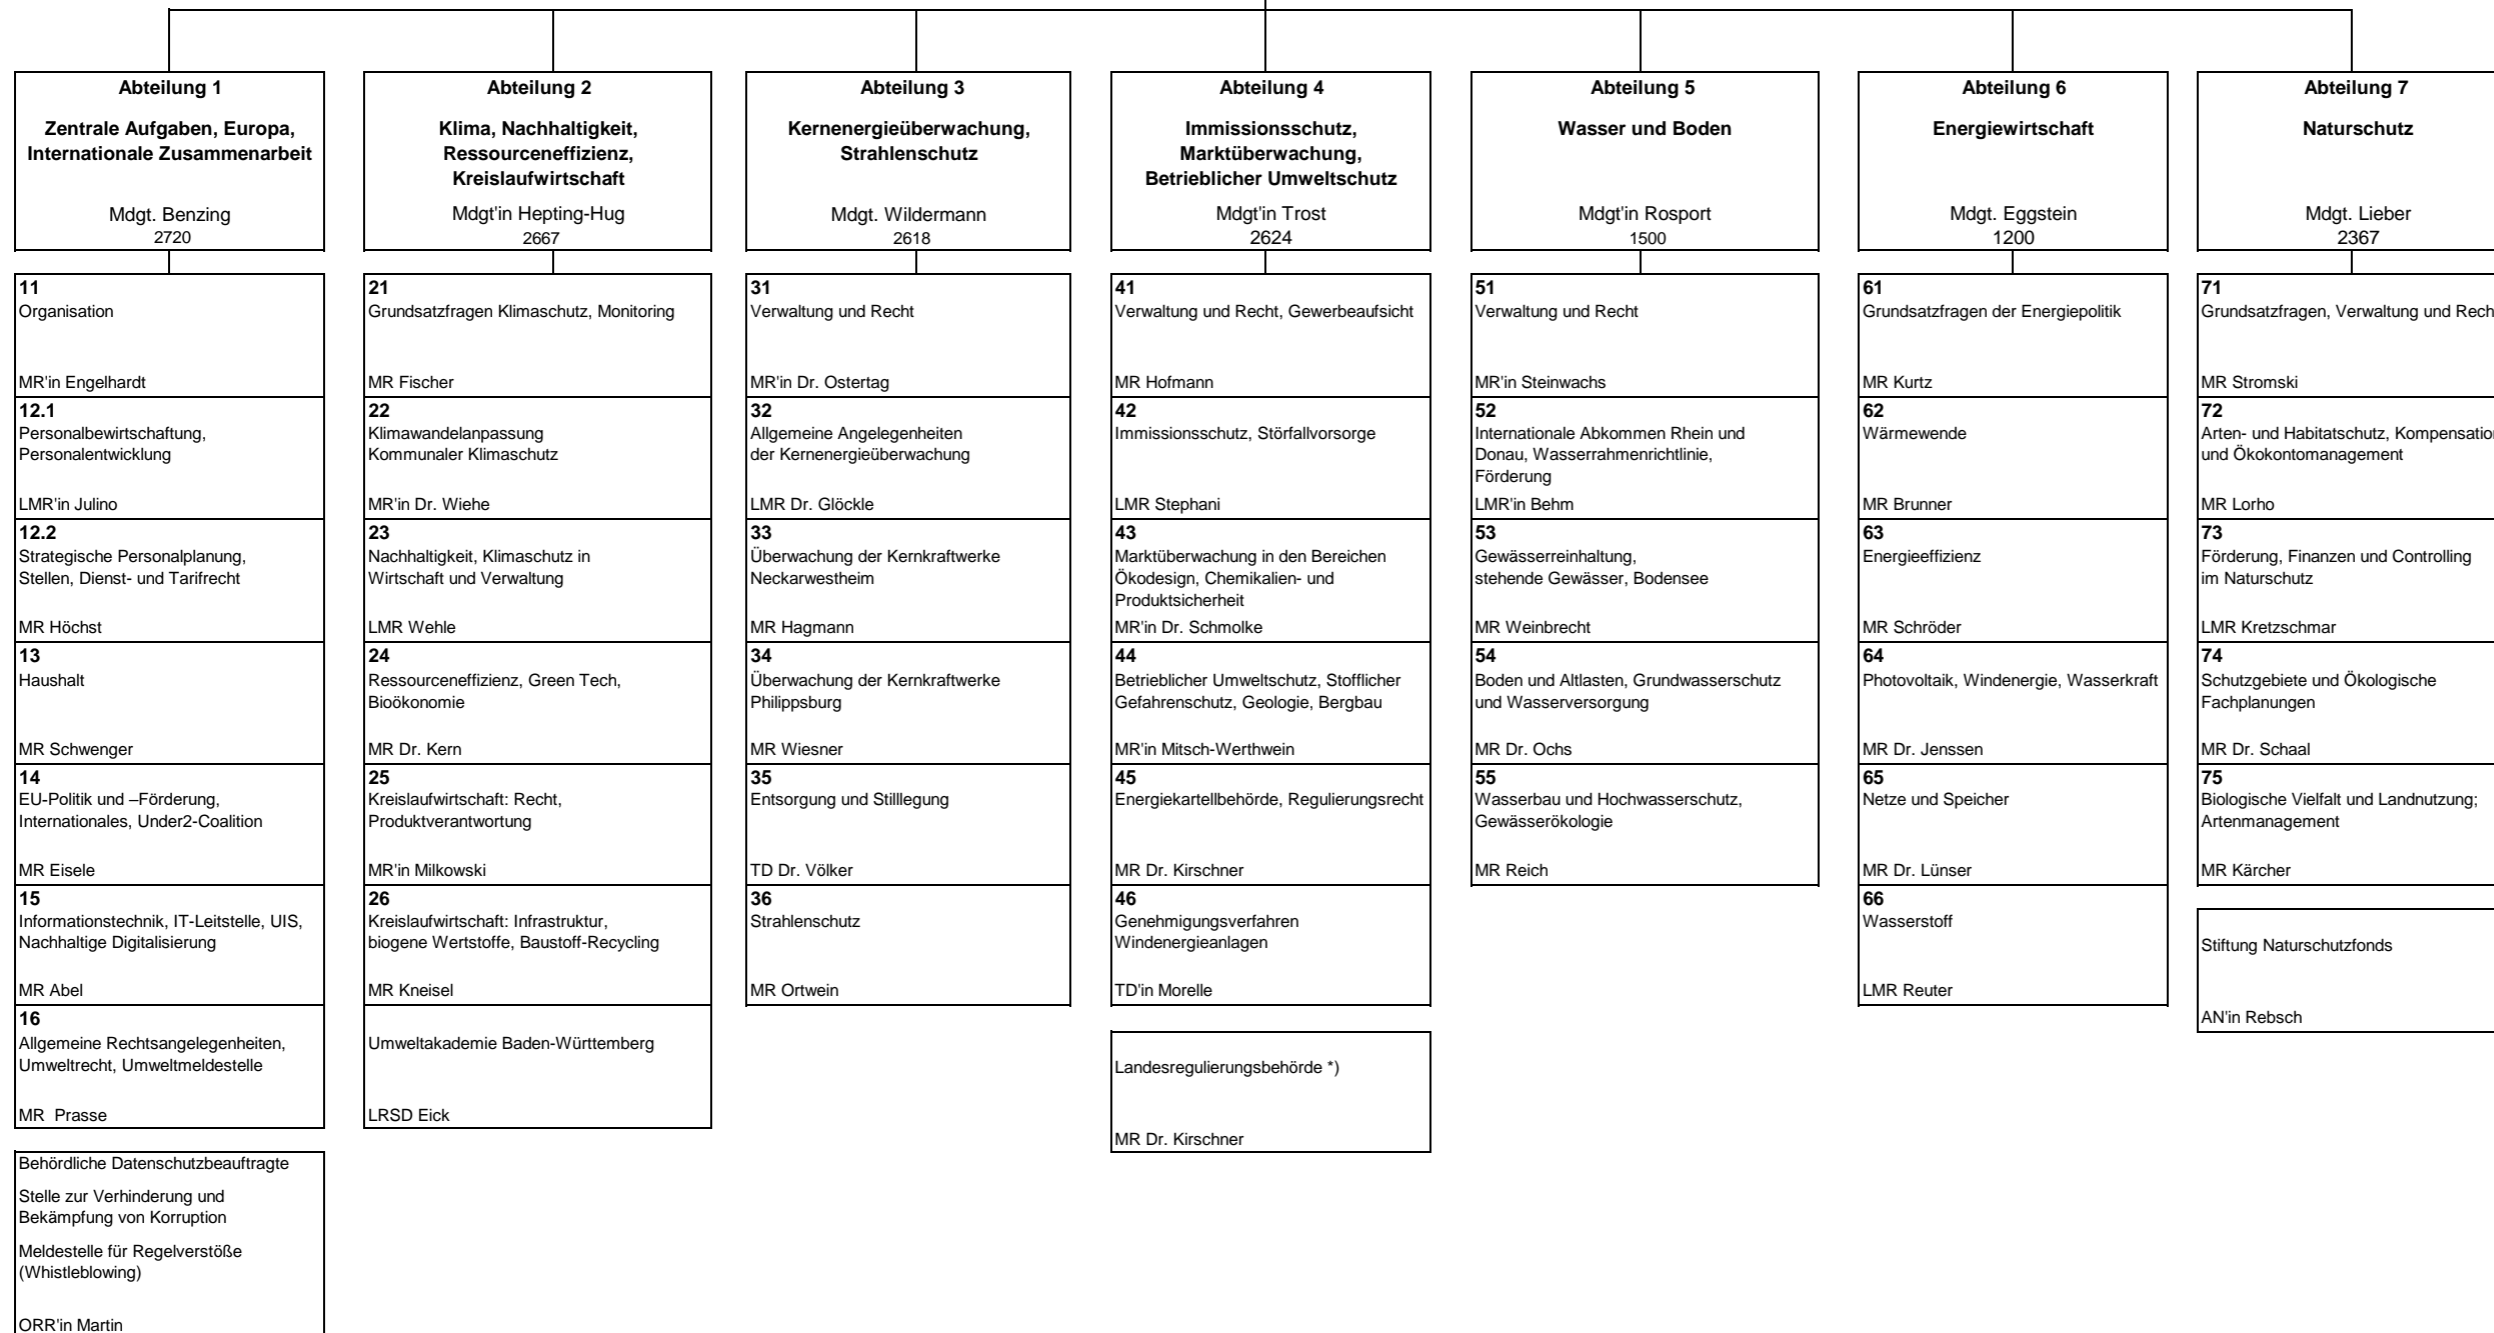 Abteilung 1
Zentrale Aufgaben, Europa,
Internationale Zusammenarbeit
Mdgt. Benzing
2720
11
Organisation
MR'in Engelhardt
12.1
Personalbewirtschaftung,
Personalentwicklung
LMR'in Julino
12.2
Strategische Personalplanung,
Stellen, Dienst- und Tarifrecht
MR Höchst
13
Haushalt
MR Schwenger
14
EU-Politik und –Förderung,
Internationales, Under2-Coalition
MR Eisele
15
Informationstechnik, IT-Leitstelle, UIS,
Nachhaltige Digitalisierung
MR Abel
16
Allgemeine Rechtsangelegenheiten,
Umweltrecht, Umweltmeldestelle
MR  Prasse
Behördliche Datenschutzbeauftragte
Stelle zur Verhinderung und
Bekämpfung von Korruption
Meldestelle für Regelverstöße
(Whistleblowing)
ORR'in Martin
Abteilung 2
Klima, Nachhaltigkeit,
Ressourceneffizienz,
Kreislaufwirtschaft
Mdgt'in Hepting-Hug
2667
21
Grundsatzfragen Klimaschutz, Monitoring
MR Fischer
22
Klimawandelanpassung
Kommunaler Klimaschutz
MR'in Dr. Wiehe
23
Nachhaltigkeit, Klimaschutz in
Wirtschaft und Verwaltung
LMR Wehle
24
Ressourceneffizienz, Green Tech,
Bioökonomie
MR Dr. Kern
25
Kreislaufwirtschaft: Recht,
Produktverantwortung
MR'in Milkowski
26
Kreislaufwirtschaft: Infrastruktur,
biogene Wertstoffe, Baustoff-Recycling
MR Kneisel
Umweltakademie Baden-Württemberg
LRSD Eick
Abteilung 3
Kernenergieüberwachung,
Strahlenschutz
Mdgt. Wildermann
2618
31
Verwaltung und Recht
MR'in Dr. Ostertag
32
Allgemeine Angelegenheiten
der Kernenergieüberwachung
LMR Dr. Glöckle
33
Überwachung der Kernkraftwerke
Neckarwestheim
MR Hagmann
34
Überwachung der Kernkraftwerke
Philippsburg
MR Wiesner
35
Entsorgung und Stilllegung
TD Dr. Völker
36
Strahlenschutz
MR Ortwein
Abteilung 4
Immissionsschutz,
Marktüberwachung,
Betrieblicher Umweltschutz
Mdgt'in Trost
2624
41
Verwaltung und Recht, Gewerbeaufsicht
MR Hofmann
42
Immissionsschutz, Störfallvorsorge
LMR Stephani
43
Marktüberwachung in den Bereichen
Ökodesign, Chemikalien- und
Produktsicherheit
MR'in Dr. Schmolke
44
Betrieblicher Umweltschutz, Stofflicher
Gefahrenschutz, Geologie, Bergbau
MR'in Mitsch-Werthwein
45
Energiekartellbehörde, Regulierungsrecht
MR Dr. Kirschner
46
Genehmigungsverfahren
Windenergieanlagen
TD'in Morelle
Landesregulierungsbehörde *)
MR Dr. Kirschner
Abteilung 5
Wasser und Boden
Mdgt'in Rosport
1500
51
Verwaltung und Recht
MR'in Steinwachs
52
Internationale Abkommen Rhein und
Donau, Wasserrahmenrichtlinie,
Förderung
LMR'in Behm
53
Gewässerreinhaltung,
stehende Gewässer, Bodensee
MR Weinbrecht
54
Boden und Altlasten, Grundwasserschutz
und Wasserversorgung
MR Dr. Ochs
55
Wasserbau und Hochwasserschutz,
Gewässerökologie
MR Reich
Abteilung 6
Energiewirtschaft
Mdgt. Eggstein
1200
61
Grundsatzfragen der Energiepolitik
MR Kurtz
62
Wärmewende
MR Brunner
63
Energieeffizienz
MR Schröder
64
Photovoltaik, Windenergie, Wasserkraft
MR Dr. Jenssen
65
Netze und Speicher
MR Dr. Lünser
66
Wasserstoff
LMR Reuter
Abteilung 7
Naturschutz
Mdgt. Lieber
2367
71
Grundsatzfragen, Verwaltung und Rech
MR Stromski
72
Arten- und Habitatschutz, Kompensation
und Ökokontomanagement
MR Lorho
73
Förderung, Finanzen und Controlling
im Naturschutz
LMR Kretzschmar
74
Schutzgebiete und Ökologische
Fachplanungen
MR Dr. Schaal
75
Biologische Vielfalt und Landnutzung;
Artenmanagement
MR Kärcher
Stiftung Naturschutzfonds
AN'in Rebsch